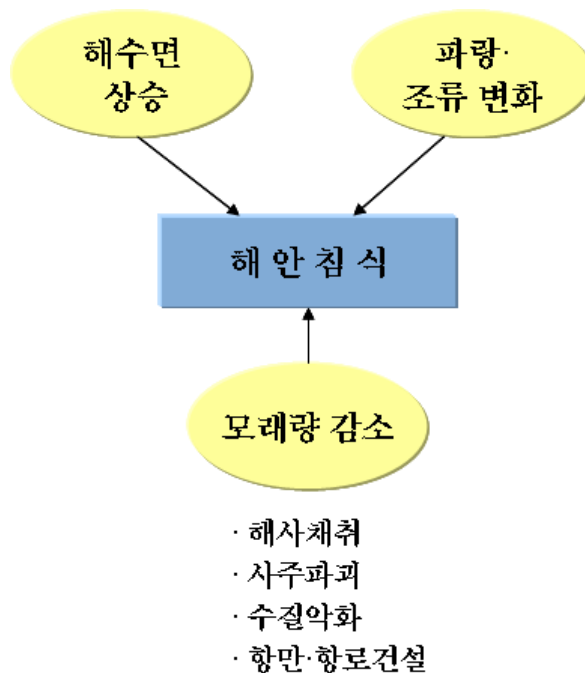 해수면
상승
파랑·
조류 변화
해 안 침 식
모래량 감소
· 해사채취
· 사주파괴
· 수질악화
· 항만·항로건설